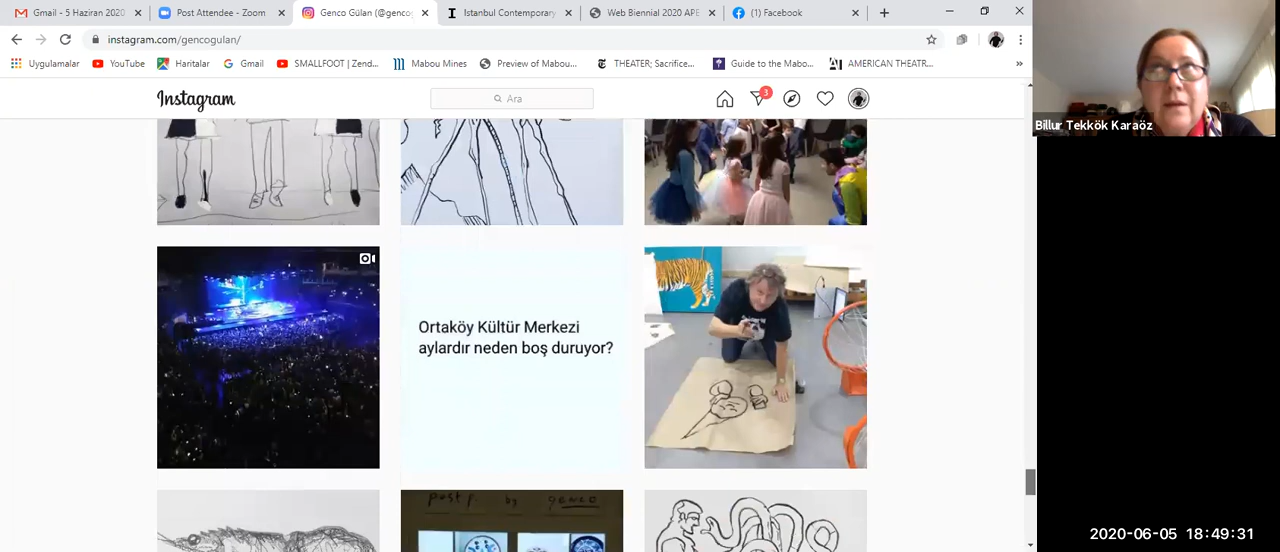 Gmail - 5 Haziran 2020
Post Attendee - Zoom
Genco Gülan (@genco
Istanbul Contemporary
Web Biennial 2020 APE
(1) Facebook
instagram.com/gencogulan/
Uygulamalar
YouTube
Haritalar
Gmail
SMALLFOOT | Zend...
Mabou Mines
Preview of Mabou...
THEATER; Sacrifice...
Guide to the Mabo...
AMERICAN THEATR...
»
Instagram
Ara
3
Billur Tekkök Karaöz
Ortaköy Kültür Merkezi
aylardır neden boş duruyor?
post p. by genco
2020-06-05 18:49:31